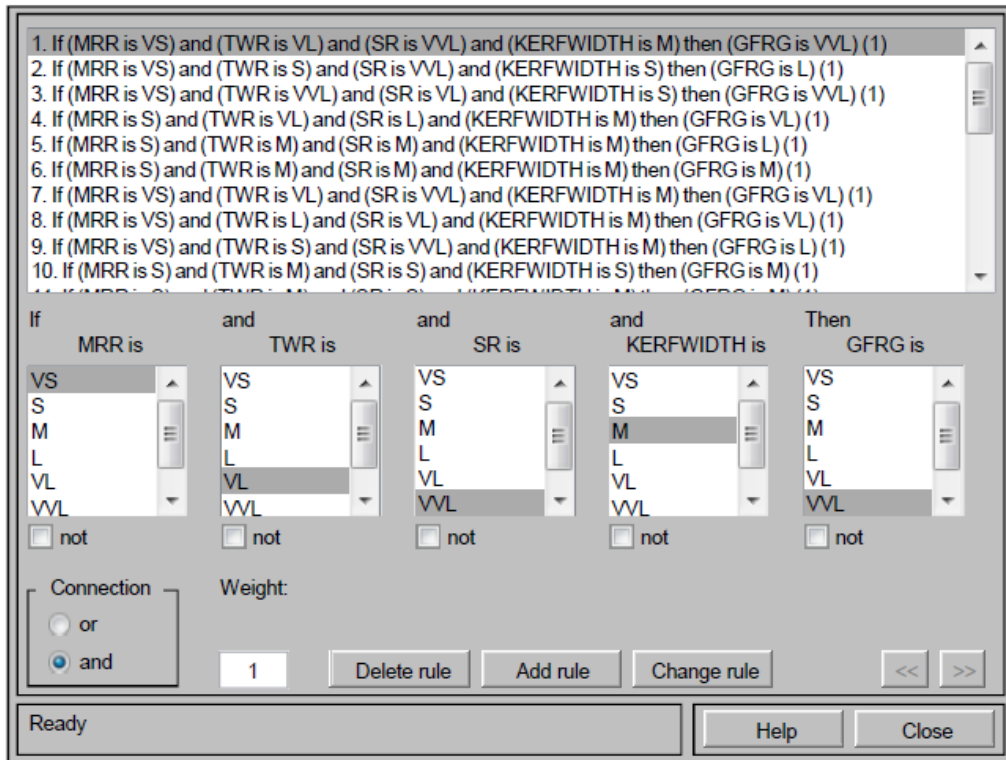 1. If (MRR is VS) and (TWR is VL) and (SR is VVL) and (KERFWIDTH is M) then (GFRG is VVL) (1)
2. If (MRR is VS) and (TWR is S) and (SR is VVL) and (KERFWIDTH is S) then (GFRG is L) (1)
3. If (MRR is VS) and (TWR is VVL) and (SR is VL) and (KERFWIDTH is S) then (GFRG is VVL) (1)
4. If (MRR is S) and (TWR is VL) and (SR is L) and (KERFWIDTH is M) then (GFRG is VL) (1)
5. If (MRR is S) and (TWR is M) and (SR is M) and (KERFWIDTH is M) then (GFRG is L) (1)
6. If (MRR is S) and (TWR is M) and (SR is M) and (KERFWIDTH is M) then (GFRG is M) (1)
7. If (MRR is VS) and (TWR is VL) and (SR is VVL) and (KERFWIDTH is M) then (GFRG is VL) (1)
8. If (MRR is VS) and (TWR is L) and (SR is VL) and (KERFWIDTH is M) then (GFRG is VL) (1)
9. If (MRR is VS) and (TWR is S) and (SR is VVL) and (KERFWIDTH is M) then (GFRG is L) (1)
10. If (MRR is S) and (TWR is M) and (SR is S) and (KERFWIDTH is S) then (GFRG is M) (1)
If and and and Then
MRR is TWR is SR is KERFWIDTH is GFRG is
VS VS VS VS VS
S S S S S
M M M M M
L L L L L
VL VL VL VL VL
VVL VVL VVL VVL VVL
not not not not not
Connection Weight:
or
and 1 Delete rule Add rule Change rule << >>
Ready Help Close